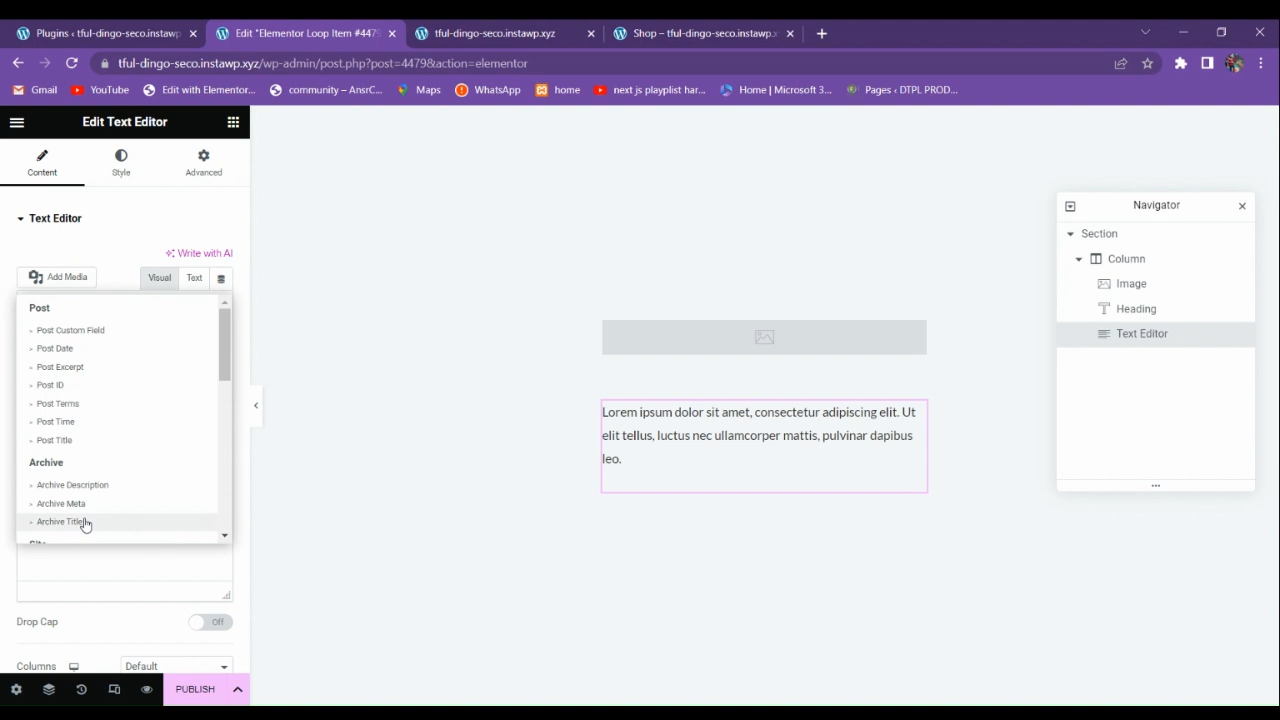 Plugins ‹ tful-dingo-seco.instawp
Edit "Elementor Loop Item #447
tful-dingo-seco.instawp.xyz
Shop – tful-dingo-seco.instawp.x
tful-dingo-seco.instawp.xyz/wp-admin/post.php?post=4479&action=elementor
Gmail
YouTube
Edit with Elementor...
community – AnsrC...
Maps
WhatsApp
home
next js playlist har...
Home | Microsoft 3...
Pages ‹ DTPL PROD...
Edit Text Editor
Content
Style
Advanced
Text Editor
Write with AI
Add Media
Visual
Text
Post
Post Custom Field
Post Date
Post Excerpt
Post ID
Post Terms
Post Time
Post Title
Archive
Archive Description
Archive Meta
Archive Title
Drop Cap
Off
Columns
Default
PUBLISH
Lorem ipsum dolor sit amet, consectetur adipiscing elit. Ut
elit tellus, luctus nec ullamcorper mattis, pulvinar dapibus
leo.
Navigator
Section
Column
Image
Heading
Text Editor